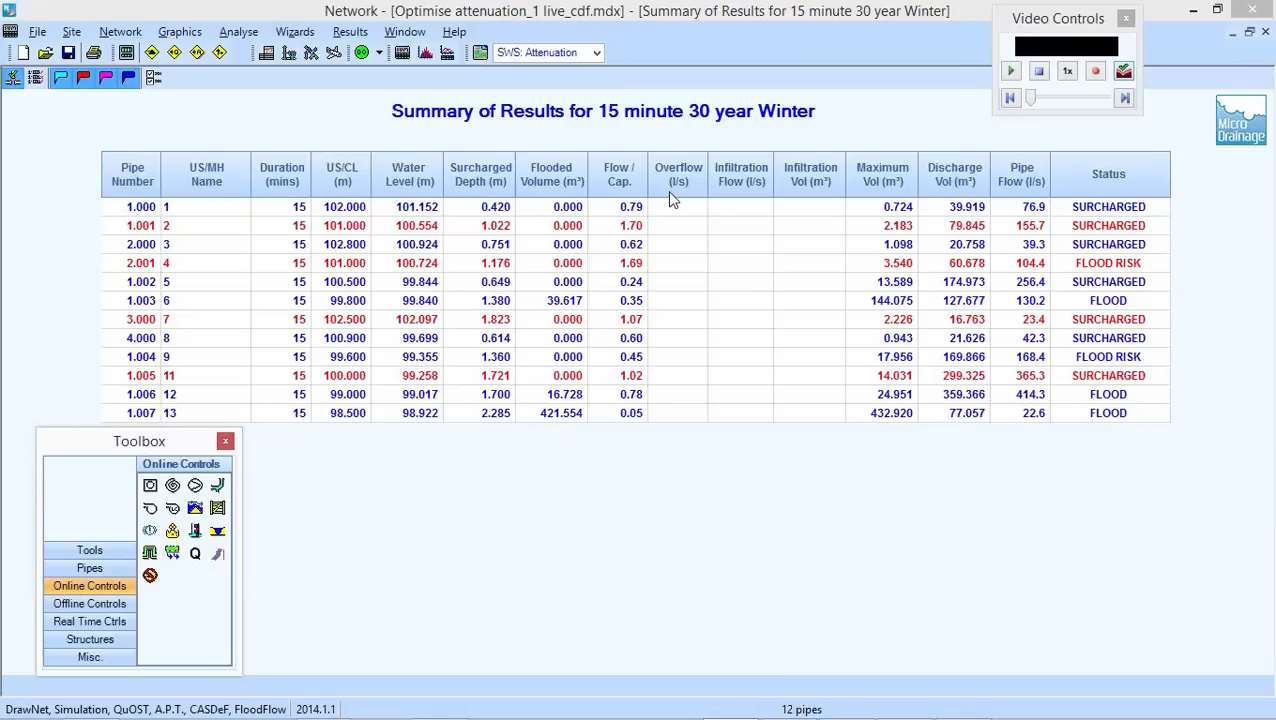 Network - [Optimise attenuation_1 live_cdf.mdx] - [Summary of Results for 15 minute 30 year Winter]
Video Controls
File Site Network Graphics Analyse Wizards Results Window Help
GO SWS: Attenuation
1x
Summary of Results for 15 minute 30 year Winter
Micro Drainage
Pipe Number US/MH Name Duration (mins) US/CL (m) Water Level (m) Surcharged Depth (m) Flooded Volume (m³) Flow / Cap. Overflow (l/s) Infiltration Flow (l/s) Infiltration Vol (m³) Maximum Vol (m³) Discharge Vol (m³) Pipe Flow (l/s) Status
1.000 1 15 102.000 101.152 0.420 0.000 0.79 0.724 39.919 76.9 SURCHARGED
1.001 2 15 101.000 100.554 1.022 0.000 1.70 2.183 79.845 155.7 SURCHARGED
2.000 3 15 102.800 100.924 0.751 0.000 0.62 1.098 20.758 39.3 SURCHARGED
2.001 4 15 101.000 100.724 1.176 0.000 1.69 3.540 60.678 104.4 FLOOD RISK
1.002 5 15 100.500 99.844 0.649 0.000 0.24 13.589 174.973 256.4 SURCHARGED
1.003 6 15 99.800 99.840 1.380 39.617 0.35 144.075 127.677 130.2 FLOOD
3.000 7 15 102.500 102.097 1.823 0.000 1.07 2.226 16.763 23.4 SURCHARGED
4.000 8 15 100.900 99.699 0.614 0.000 0.60 0.943 21.626 42.3 SURCHARGED
1.004 9 15 99.600 99.355 1.360 0.000 0.45 17.956 169.866 168.4 FLOOD RISK
1.005 11 15 100.000 99.258 1.721 0.000 1.02 14.031 299.325 365.3 SURCHARGED
1.006 12 15 99.000 99.017 1.700 16.728 0.78 24.951 359.366 414.3 FLOOD
1.007 13 15 98.500 98.922 2.285 421.554 0.05 432.920 77.057 22.6 FLOOD
Toolbox
Online Controls
Tools
Pipes
Online Controls
Offline Controls
Real Time Ctrls
Structures
Misc.
Q
DrawNet, Simulation, QuOST, A.P.T., CASDeF, FloodFlow 2014.1.1 12 pipes